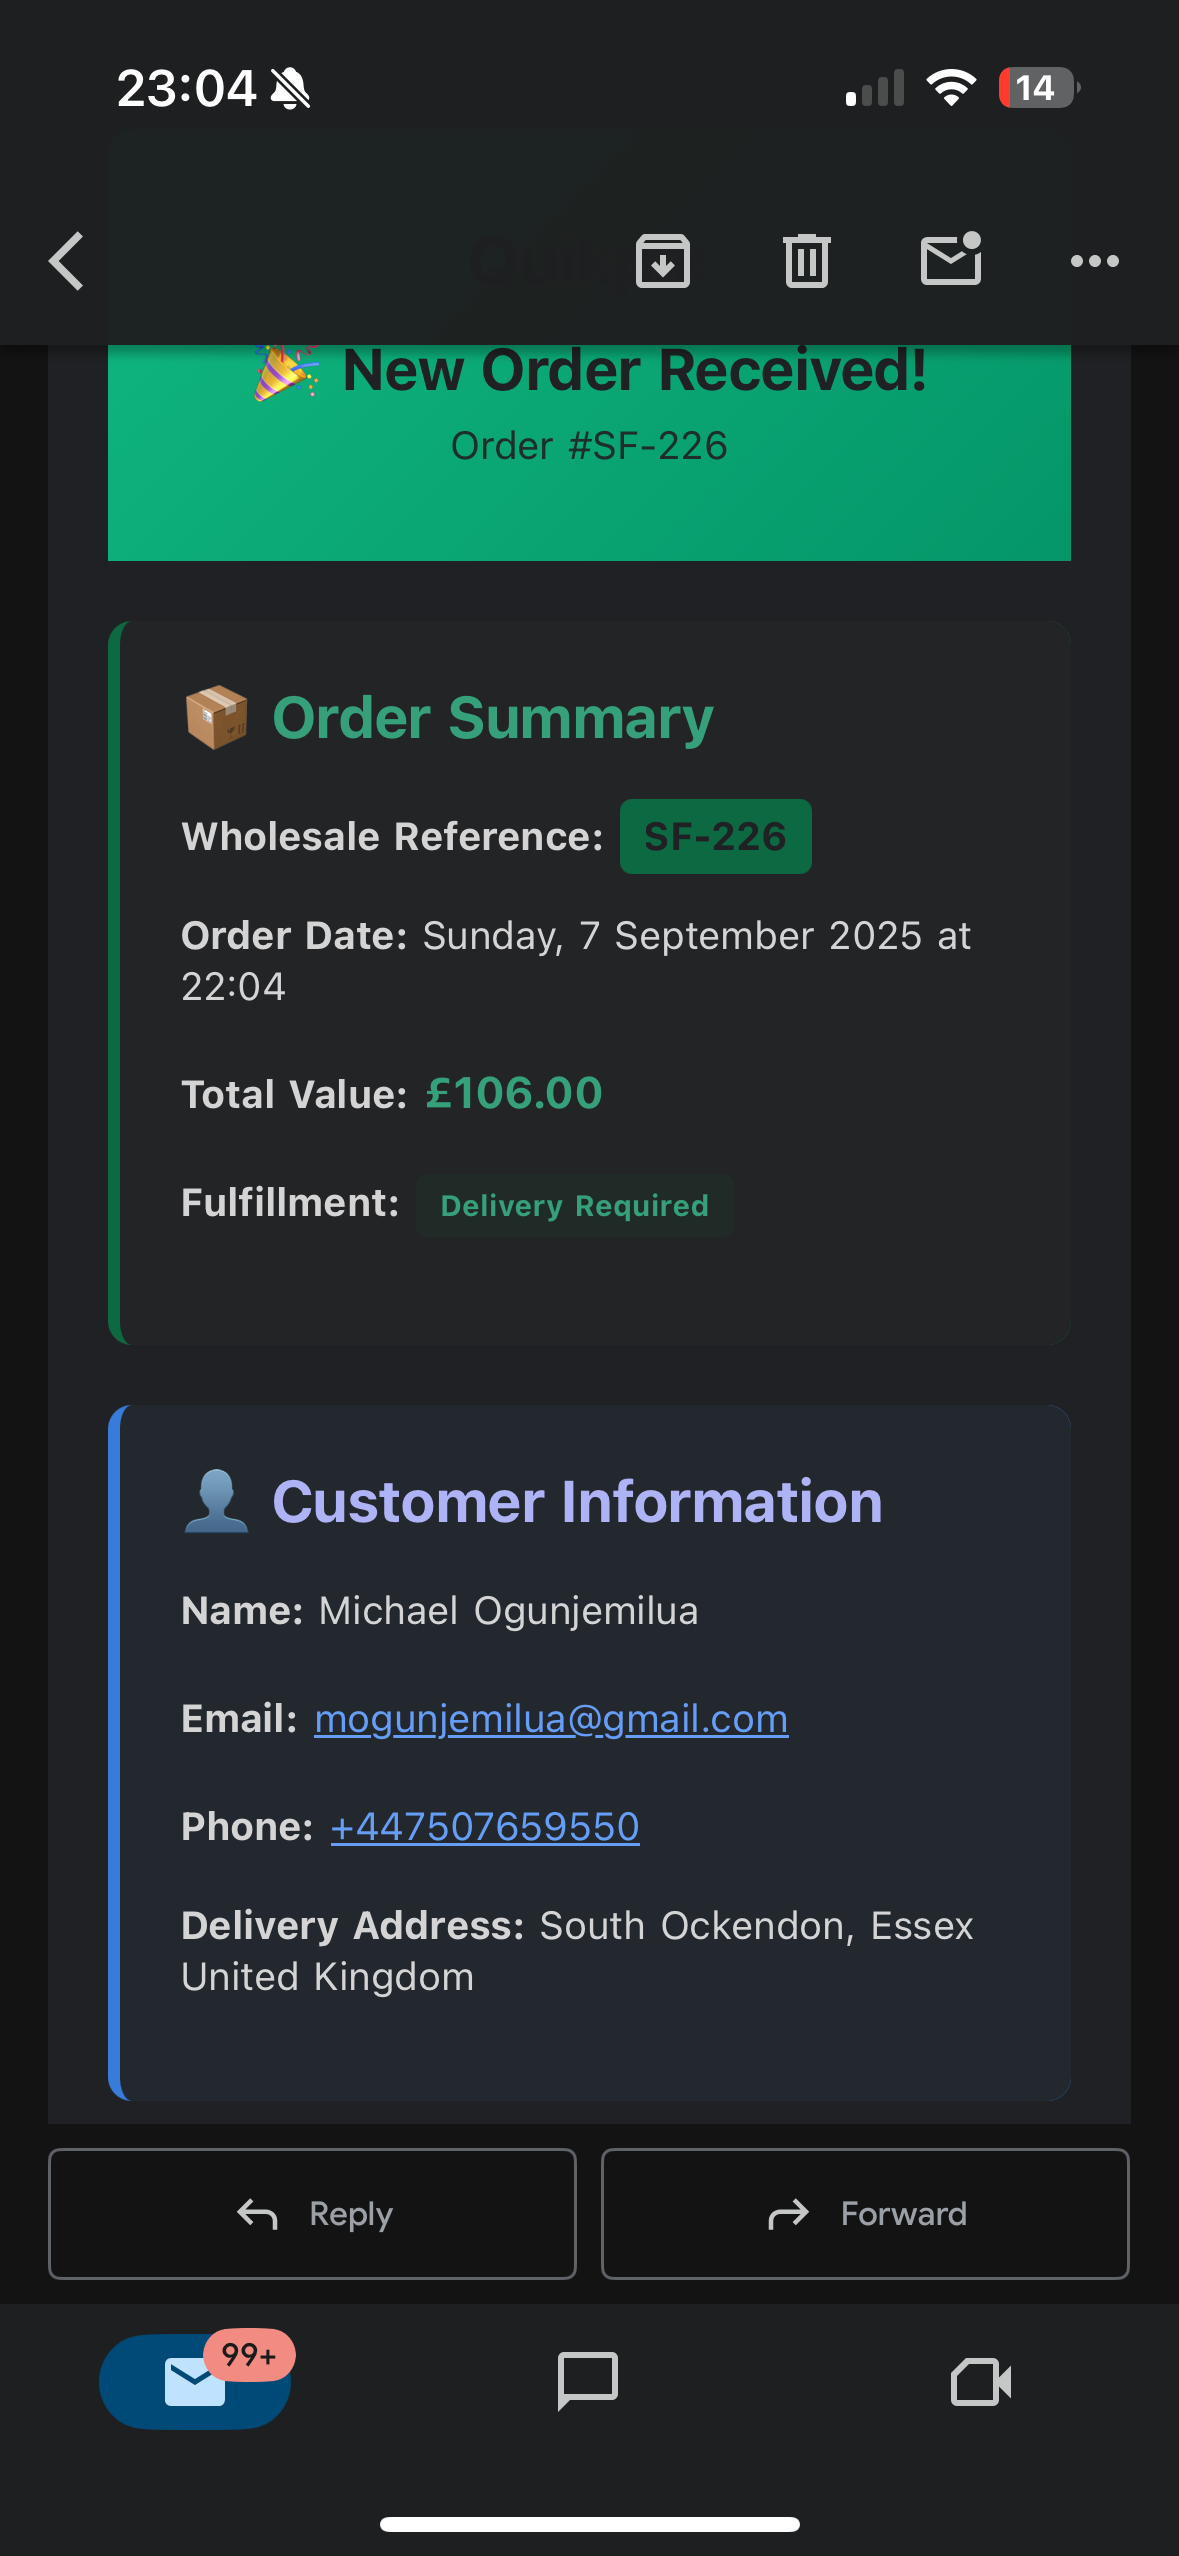 23:04
14
🎉 New Order Received!
Order #SF-226
📦 Order Summary
Wholesale Reference: SF-226
Order Date: Sunday, 7 September 2025 at
22:04
Total Value: £106.00
Fulfillment: Delivery Required
👤 Customer Information
Name: Michael Ogunjemilua
Email: mogunjemilua@gmail.com
Phone: +447507659550
Delivery Address: South Ockendon, Essex
United Kingdom
Reply
Forward
99+